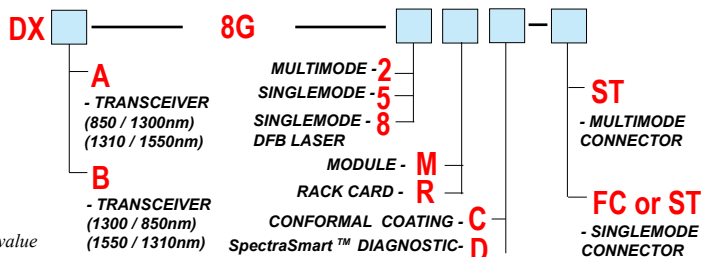 DX 8G -
A
- TRANSCEIVER
(850 / 1300nm)
(1310 / 1550nm)
B
- TRANSCEIVER
(1300 / 850nm)
(1550 / 1310nm)
MULTIMODE - 2
SINGLEMODE - 5
SINGLEMODE - 8
DFB LASER
MODULE - M
RACK CARD - R
CONFORMAL COATING - C
SpectraSmart ™ DIAGNOSTIC- D
ST
- MULTIMODE
CONNECTOR
FC or ST
- SINGLEMODE
CONNECTOR
value